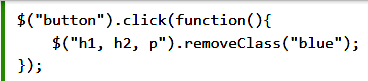 $("button").click(function(){
    $("h1, h2, p").removeClass("blue");
});